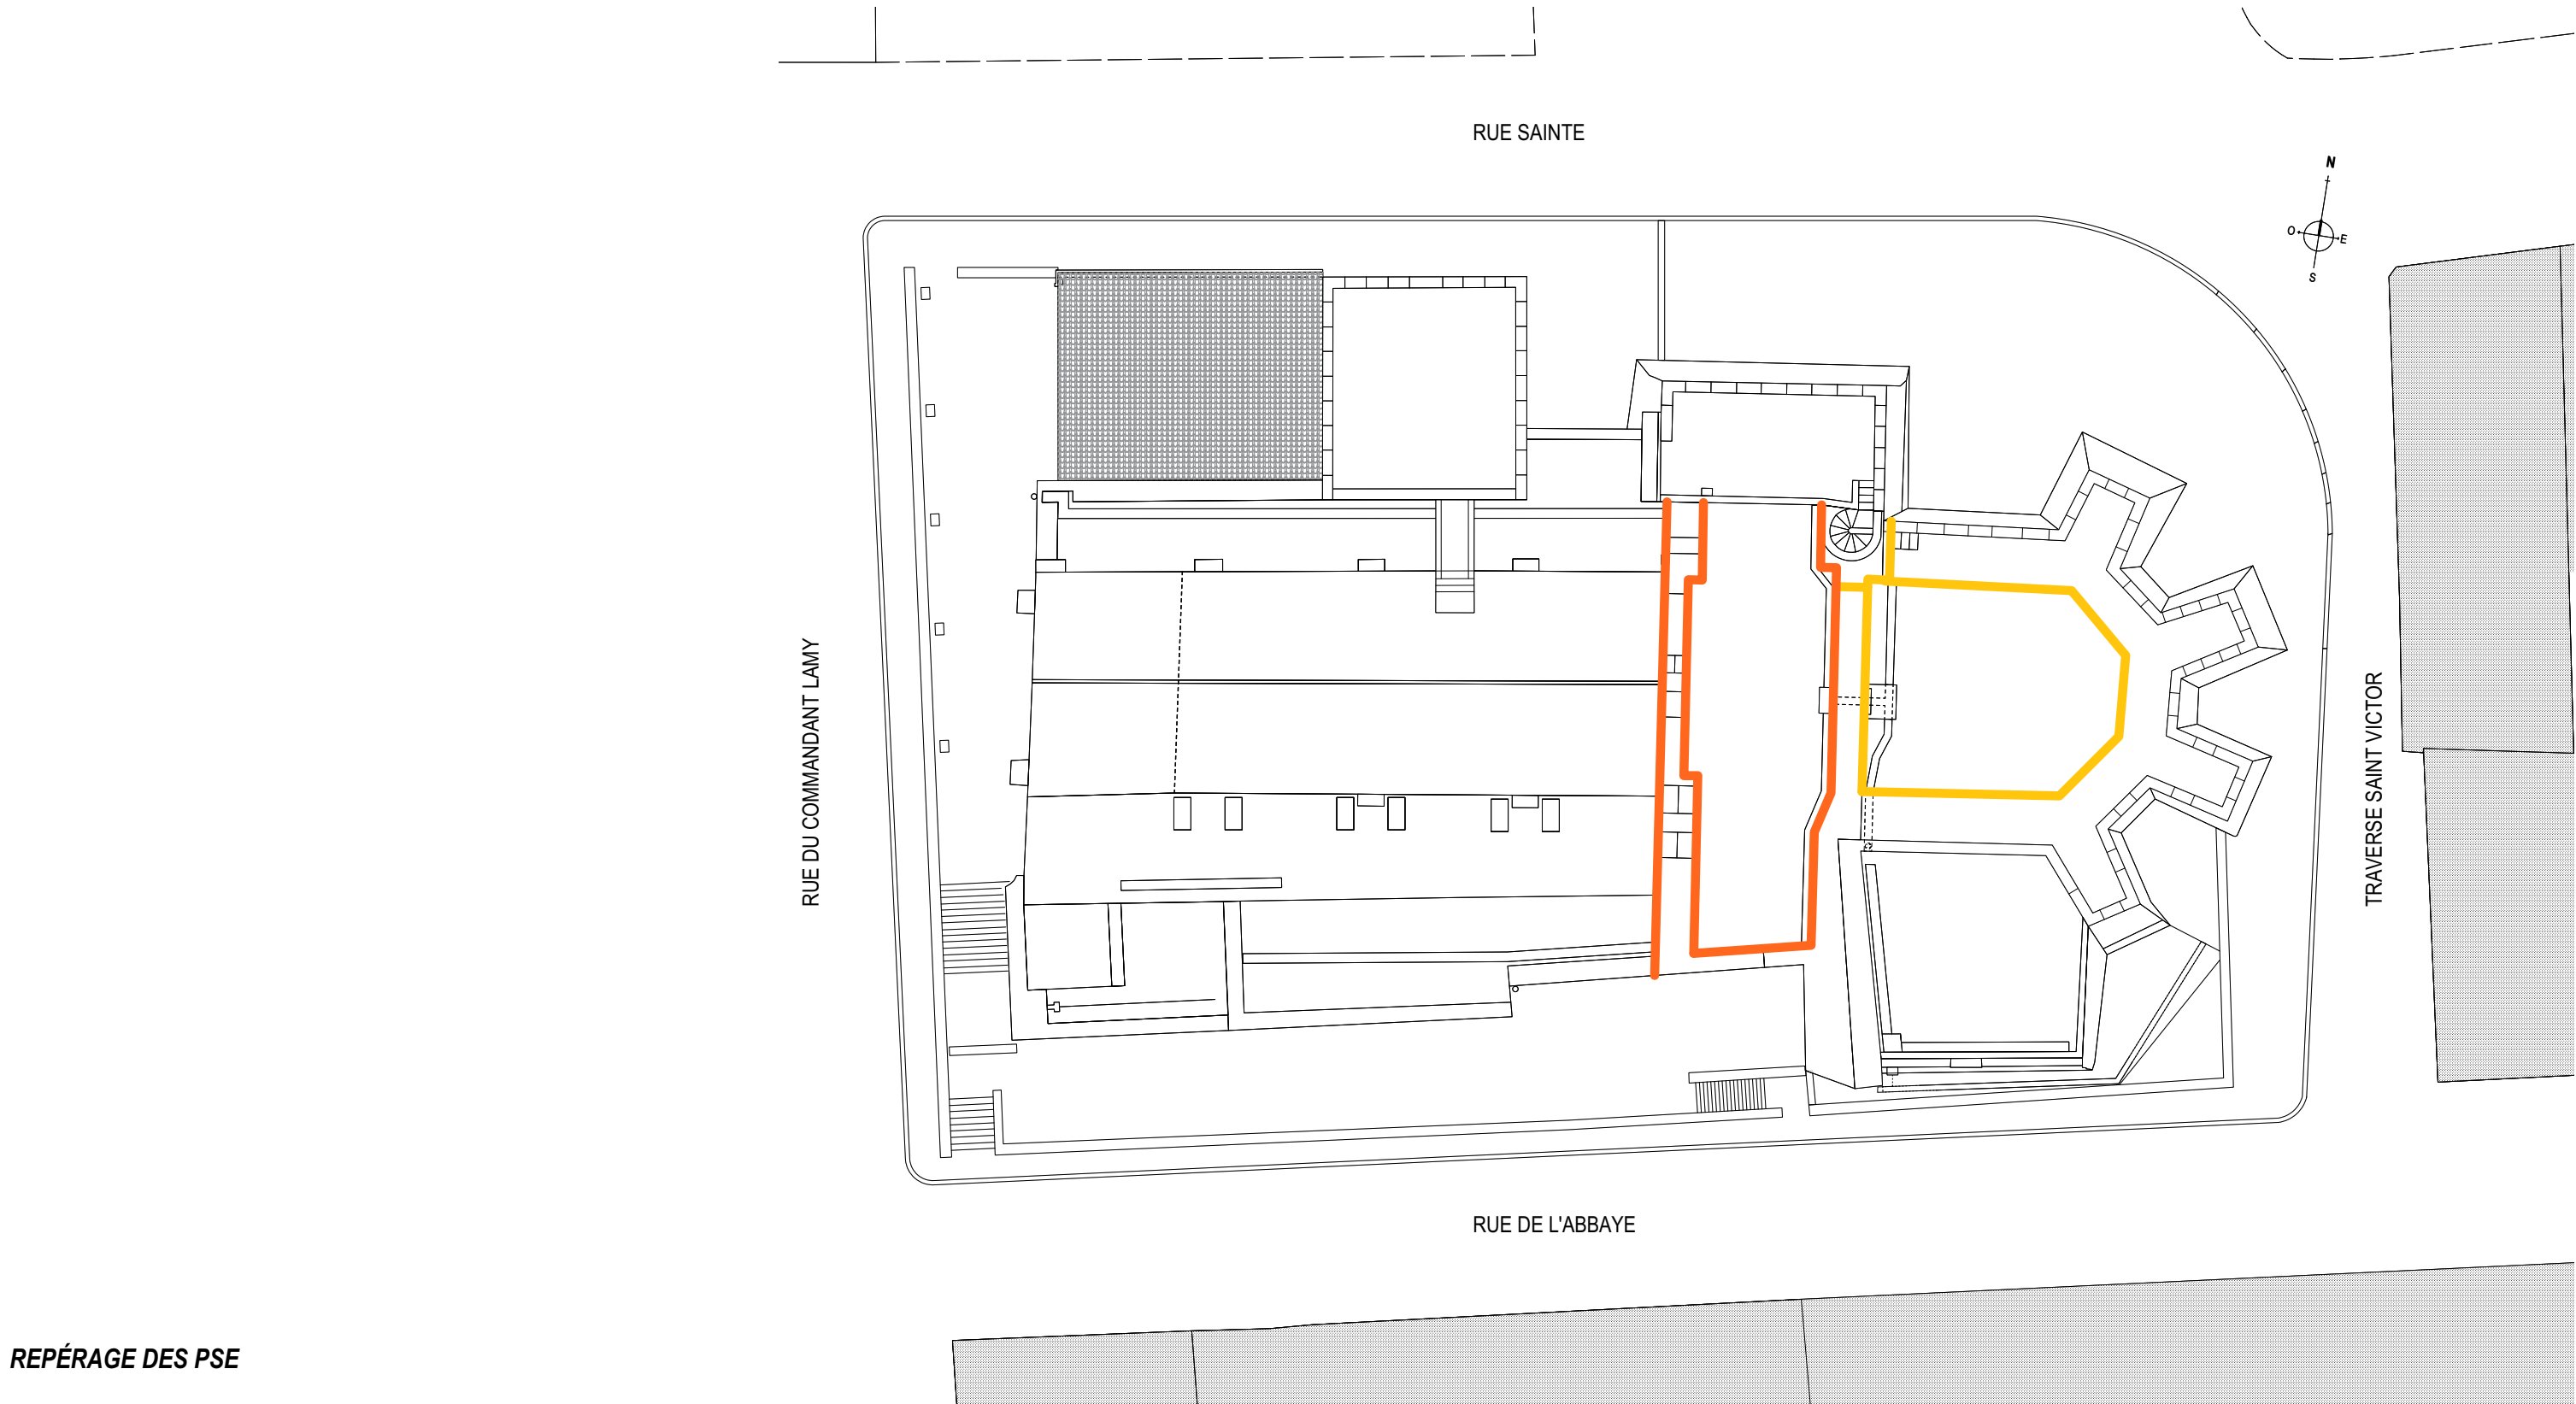 RUE SAINTE
N
O
E
S
RUE DU COMMANDANT LAMY
TRAVERSE SAINT VICTOR
RUE DE L'ABBAYE
REPÉRAGE DES PSE